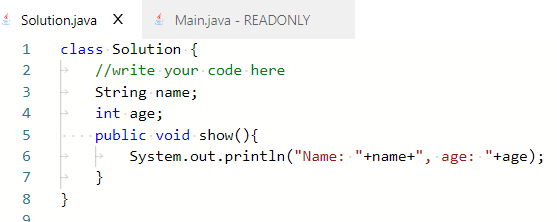 Solution.java X Main.java - READONLY
1 class Solution {
2 //write your code here
3 String name;
4 int age;
5 public void show(){
6 System.out.println("Name: "+name+", age: "+age);
7 }
8 }
9